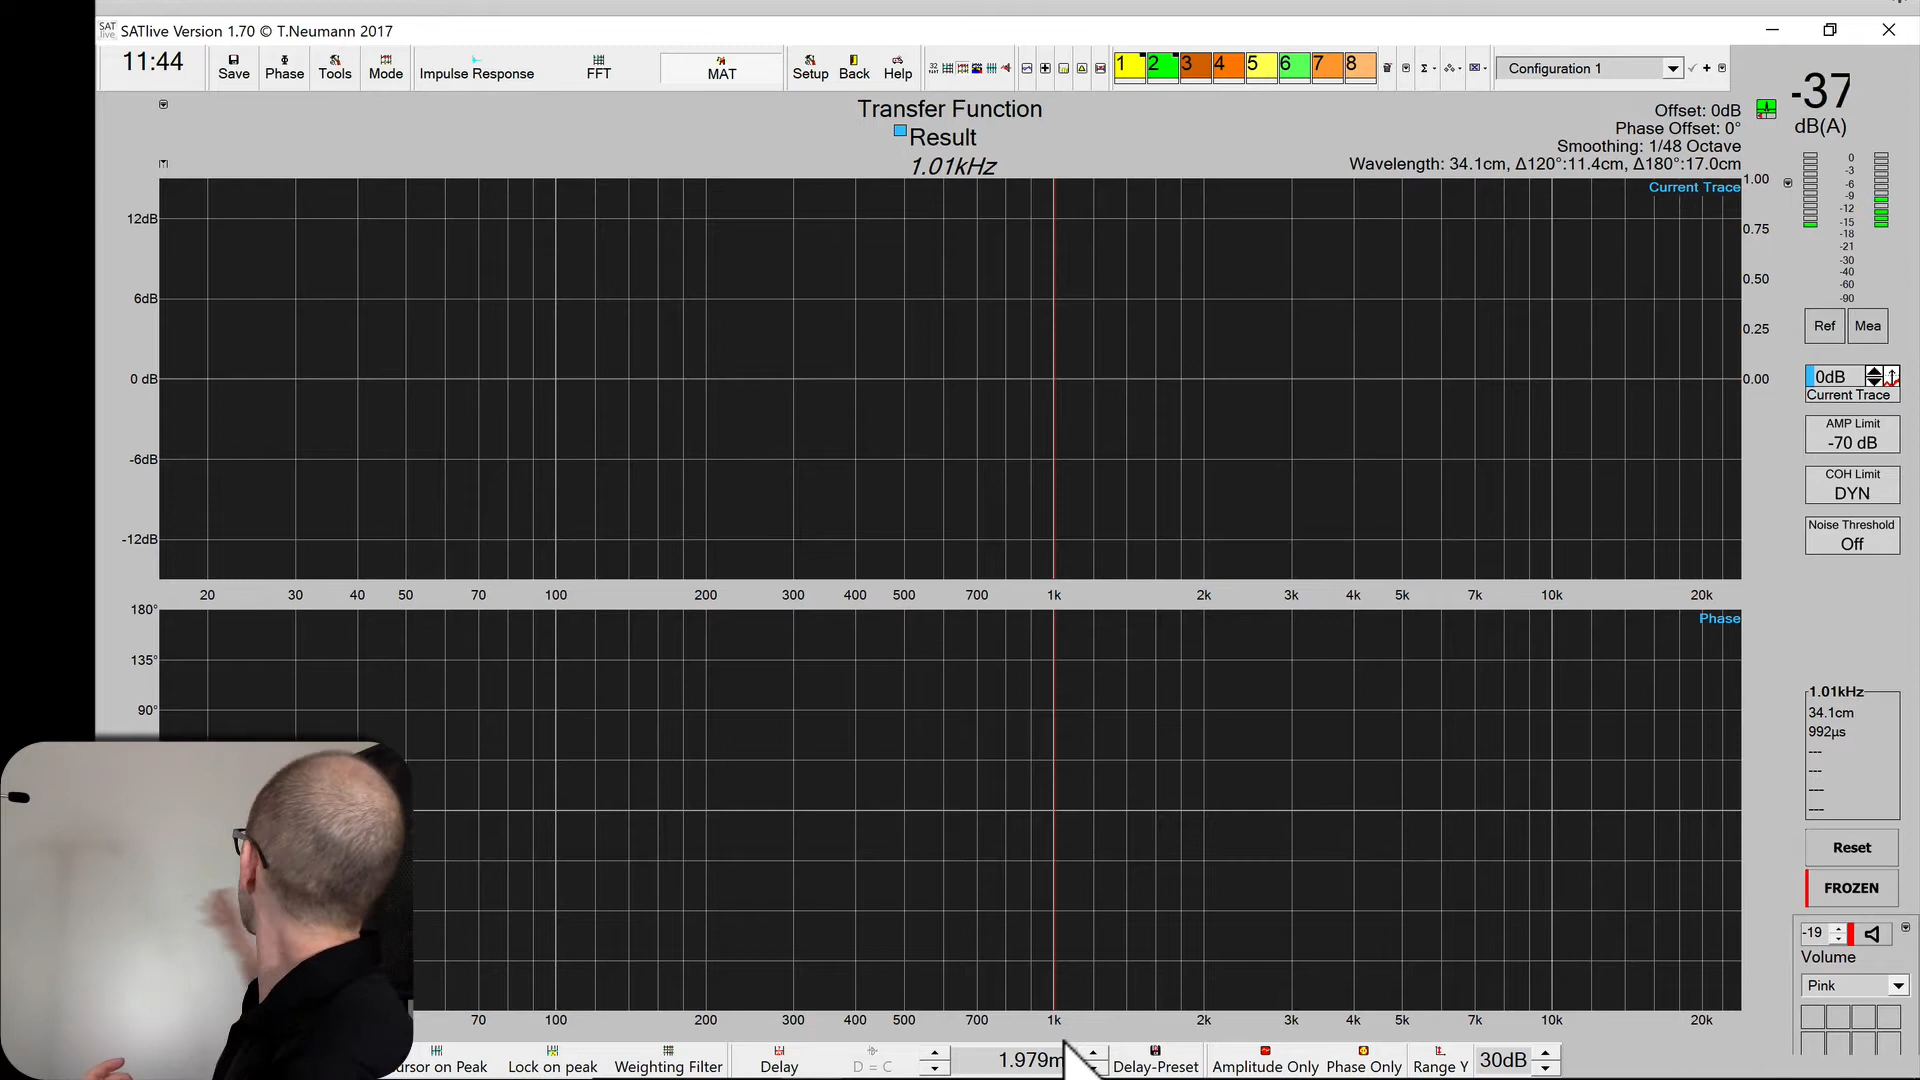 SAT live SATlive Version 1.70 © T.Neumann 2017
11:44 Save Phase Tools Mode Impulse Response FFT MAT Setup Back Help 1 2 3 4 5 6 7 8 Configuration 1
Transfer Function
Result
1.01kHz
Offset: 0dB
Phase Offset: 0°
Smoothing: 1/48 Octave
Wavelength: 34.1cm, Δ120°:11.4cm, Δ180°:17.0cm
Current Trace
12dB
6dB
0 dB
-6dB
-12dB
1.00
0.75
0.50
0.25
0.00
20 30 40 50 70 100 200 300 400 500 700 1k 2k 3k 4k 5k 7k 10k 20k
Phase
180°
135°
90°
70 100 200 300 400 500 700 1k 2k 3k 4k 5k 7k 10k 20k
ursor on Peak Lock on peak Weighting Filter Delay D = C 1.979m Delay-Preset Amplitude Only Phase Only Range Y 30dB
-37
dB(A)
0
-3
-6
-9
-12
-15
-18
-21
-30
-40
-60
-90
Ref Mea
0dB
Current Trace
AMP Limit
-70 dB
COH Limit
DYN
Noise Threshold
Off
1.01kHz
34.1cm
992µs
---
---
---
---
Reset
FROZEN
-19
Volume
Pink